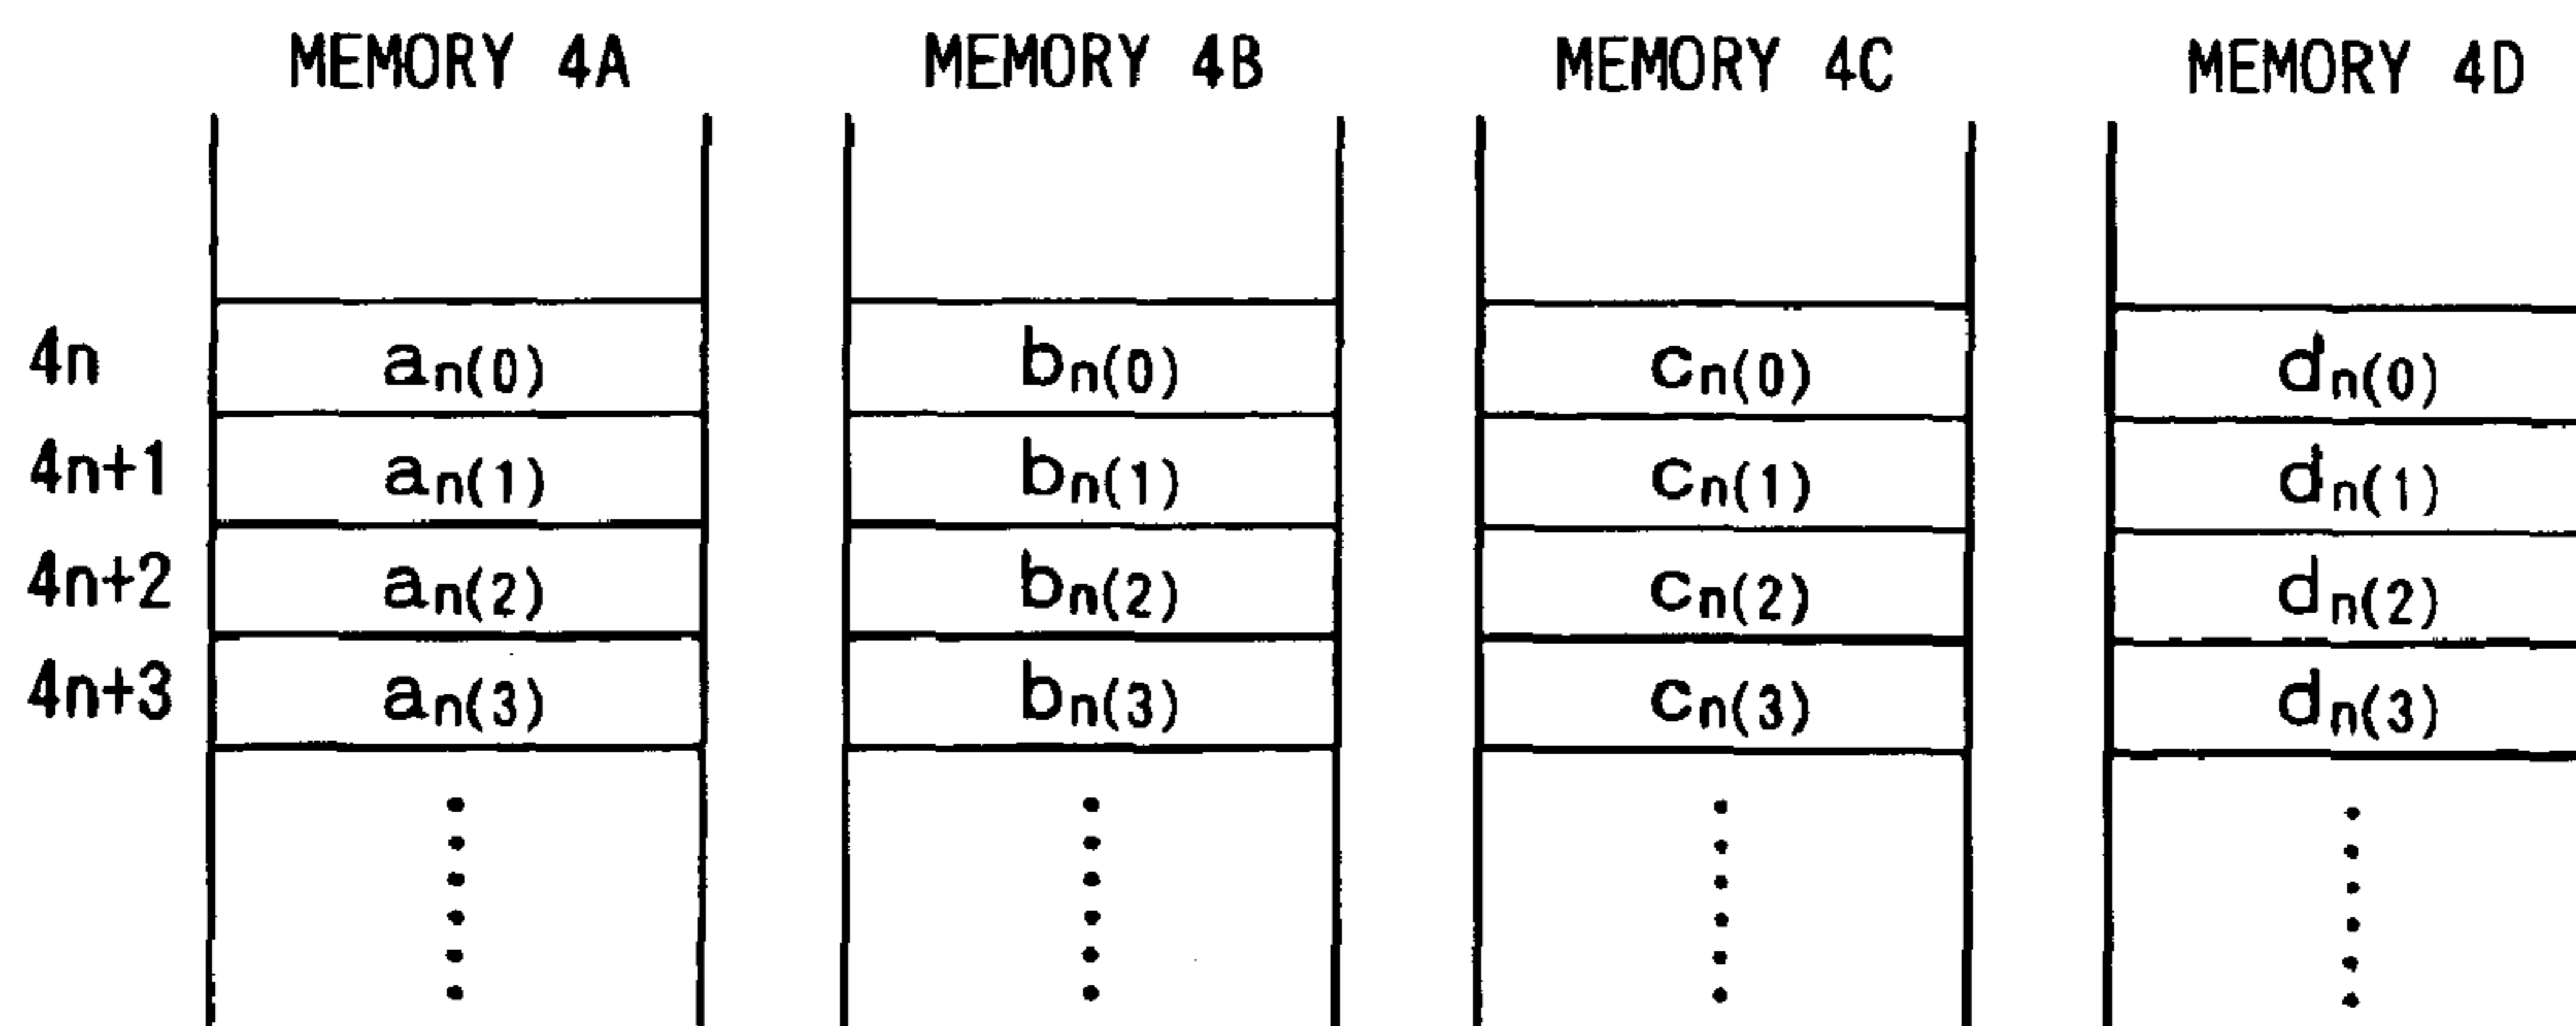 MEMORY 4A MEMORY 4B MEMORY 4C MEMORY 4D
4n an(0) bn(0) cn(0) dn(0)
4n+1 an(1) bn(1) cn(1) dn(1)
4n+2 an(2) bn(2) cn(2) dn(2)
4n+3 an(3) bn(3) cn(3) dn(3)